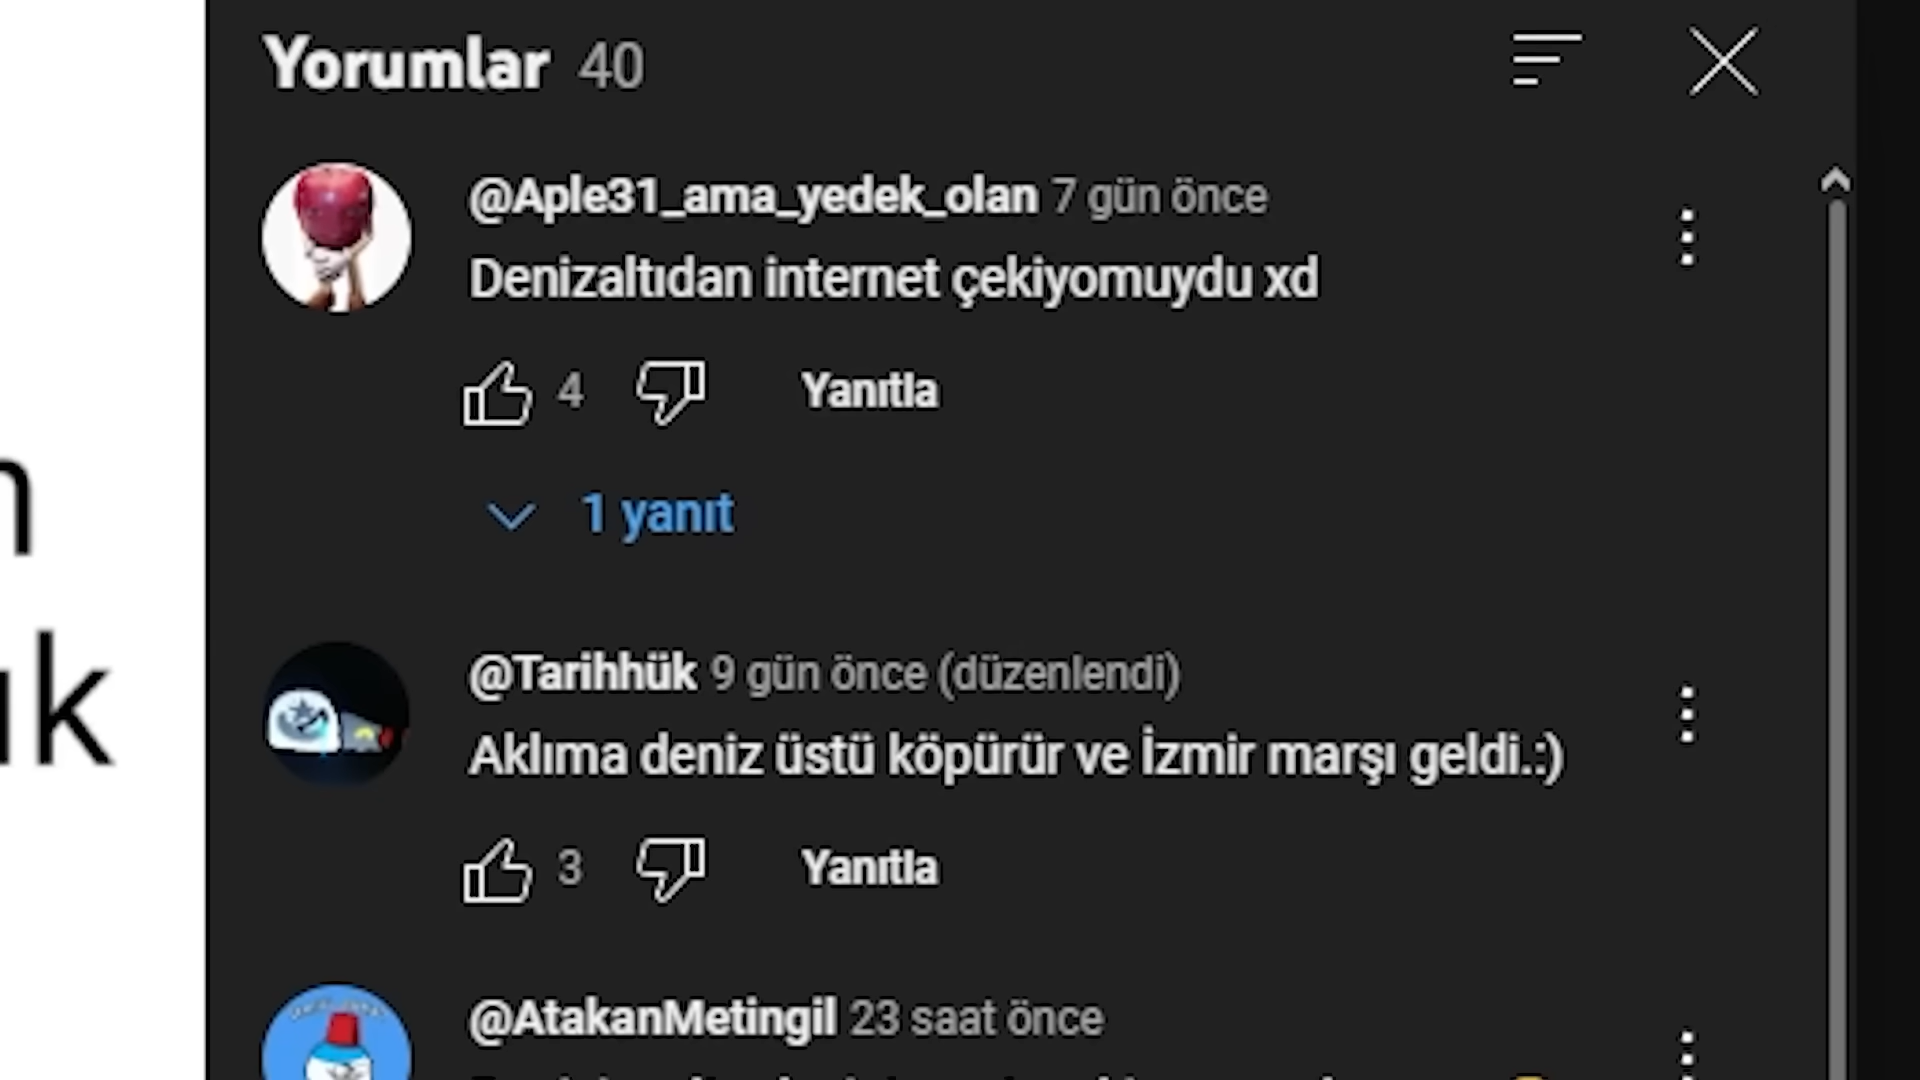 Yorumlar 40
@Aple31_ama_yedek_olan 7 gün önce
Denizaltıdan internet çekiyomuydu xd
4 Yanıtla
1 yanıt
@Tarihhük 9 gün önce (düzenlendi)
Aklıma deniz üstü köpürür ve İzmir marşı geldi.:)
3 Yanıtla
@AtakanMetingil 23 saat önce